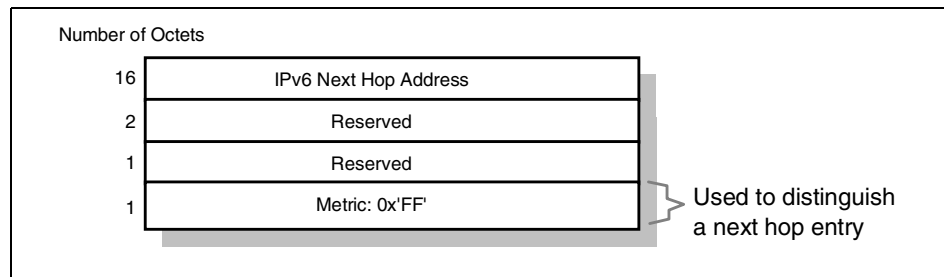 Number of Octets
16 IPv6 Next Hop Address
2 Reserved
1 Reserved
1 Metric: 0x'FF'
Used to distinguish
a next hop entry